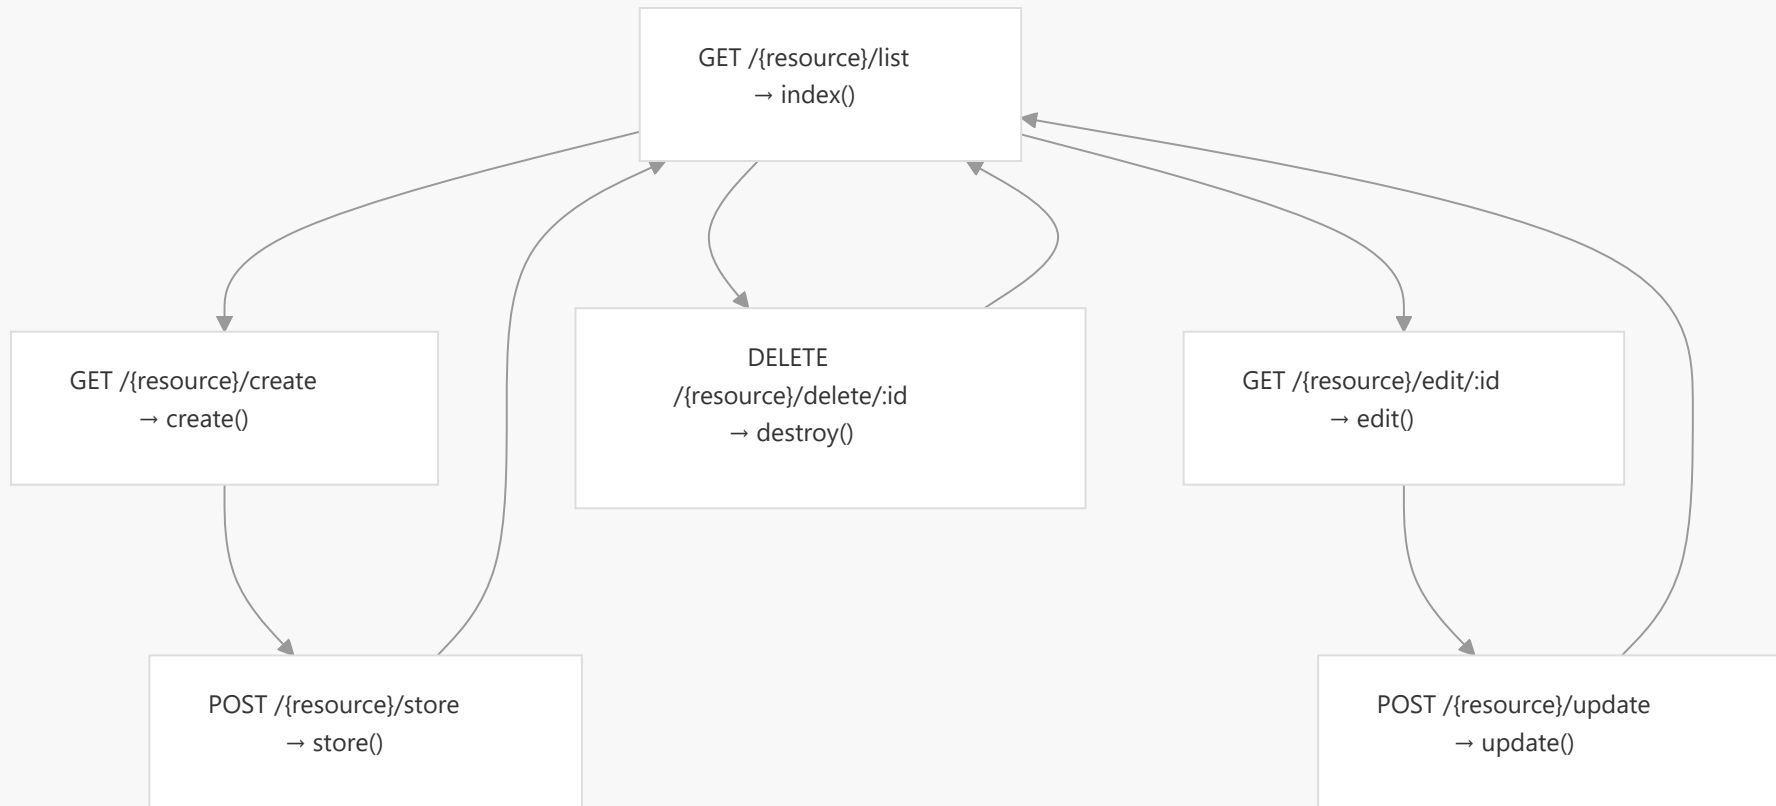 GET /{resource}/list
→ index()
GET /{resource}/create
→ create()
DELETE
/{resource}/delete/:id
→ destroy()
GET /{resource}/edit/:id
→ edit()
POST /{resource}/store
→ store()
POST /{resource}/update
→ update()